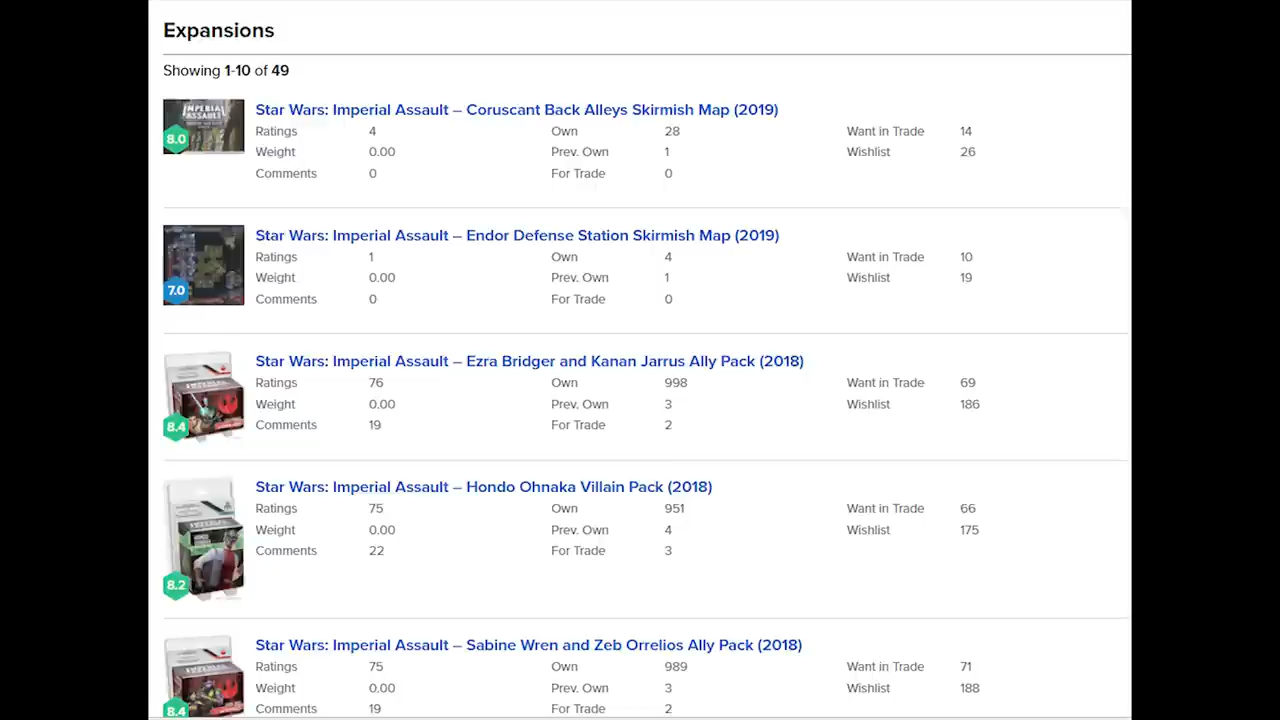 Expansions
Showing 1-10 of 49
Star Wars: Imperial Assault – Coruscant Back Alleys Skirmish Map (2019)
Ratings 4 Own 28 Want in Trade 14
Weight 0.00 Prev. Own 1 Wishlist 26
Comments 0 For Trade 0
IMPERIAL ASSAULT
8.0
Star Wars: Imperial Assault – Endor Defense Station Skirmish Map (2019)
Ratings 1 Own 4 Want in Trade 10
Weight 0.00 Prev. Own 1 Wishlist 19
Comments 0 For Trade 0
7.0
Star Wars: Imperial Assault – Ezra Bridger and Kanan Jarrus Ally Pack (2018)
Ratings 76 Own 998 Want in Trade 69
Weight 0.00 Prev. Own 3 Wishlist 186
Comments 19 For Trade 2
8.4
Star Wars: Imperial Assault – Hondo Ohnaka Villain Pack (2018)
Ratings 75 Own 951 Want in Trade 66
Weight 0.00 Prev. Own 4 Wishlist 175
Comments 22 For Trade 3
8.2
Star Wars: Imperial Assault – Sabine Wren and Zeb Orrelios Ally Pack (2018)
Ratings 75 Own 989 Want in Trade 71
Weight 0.00 Prev. Own 3 Wishlist 188
Comments 19 For Trade 2
8.4